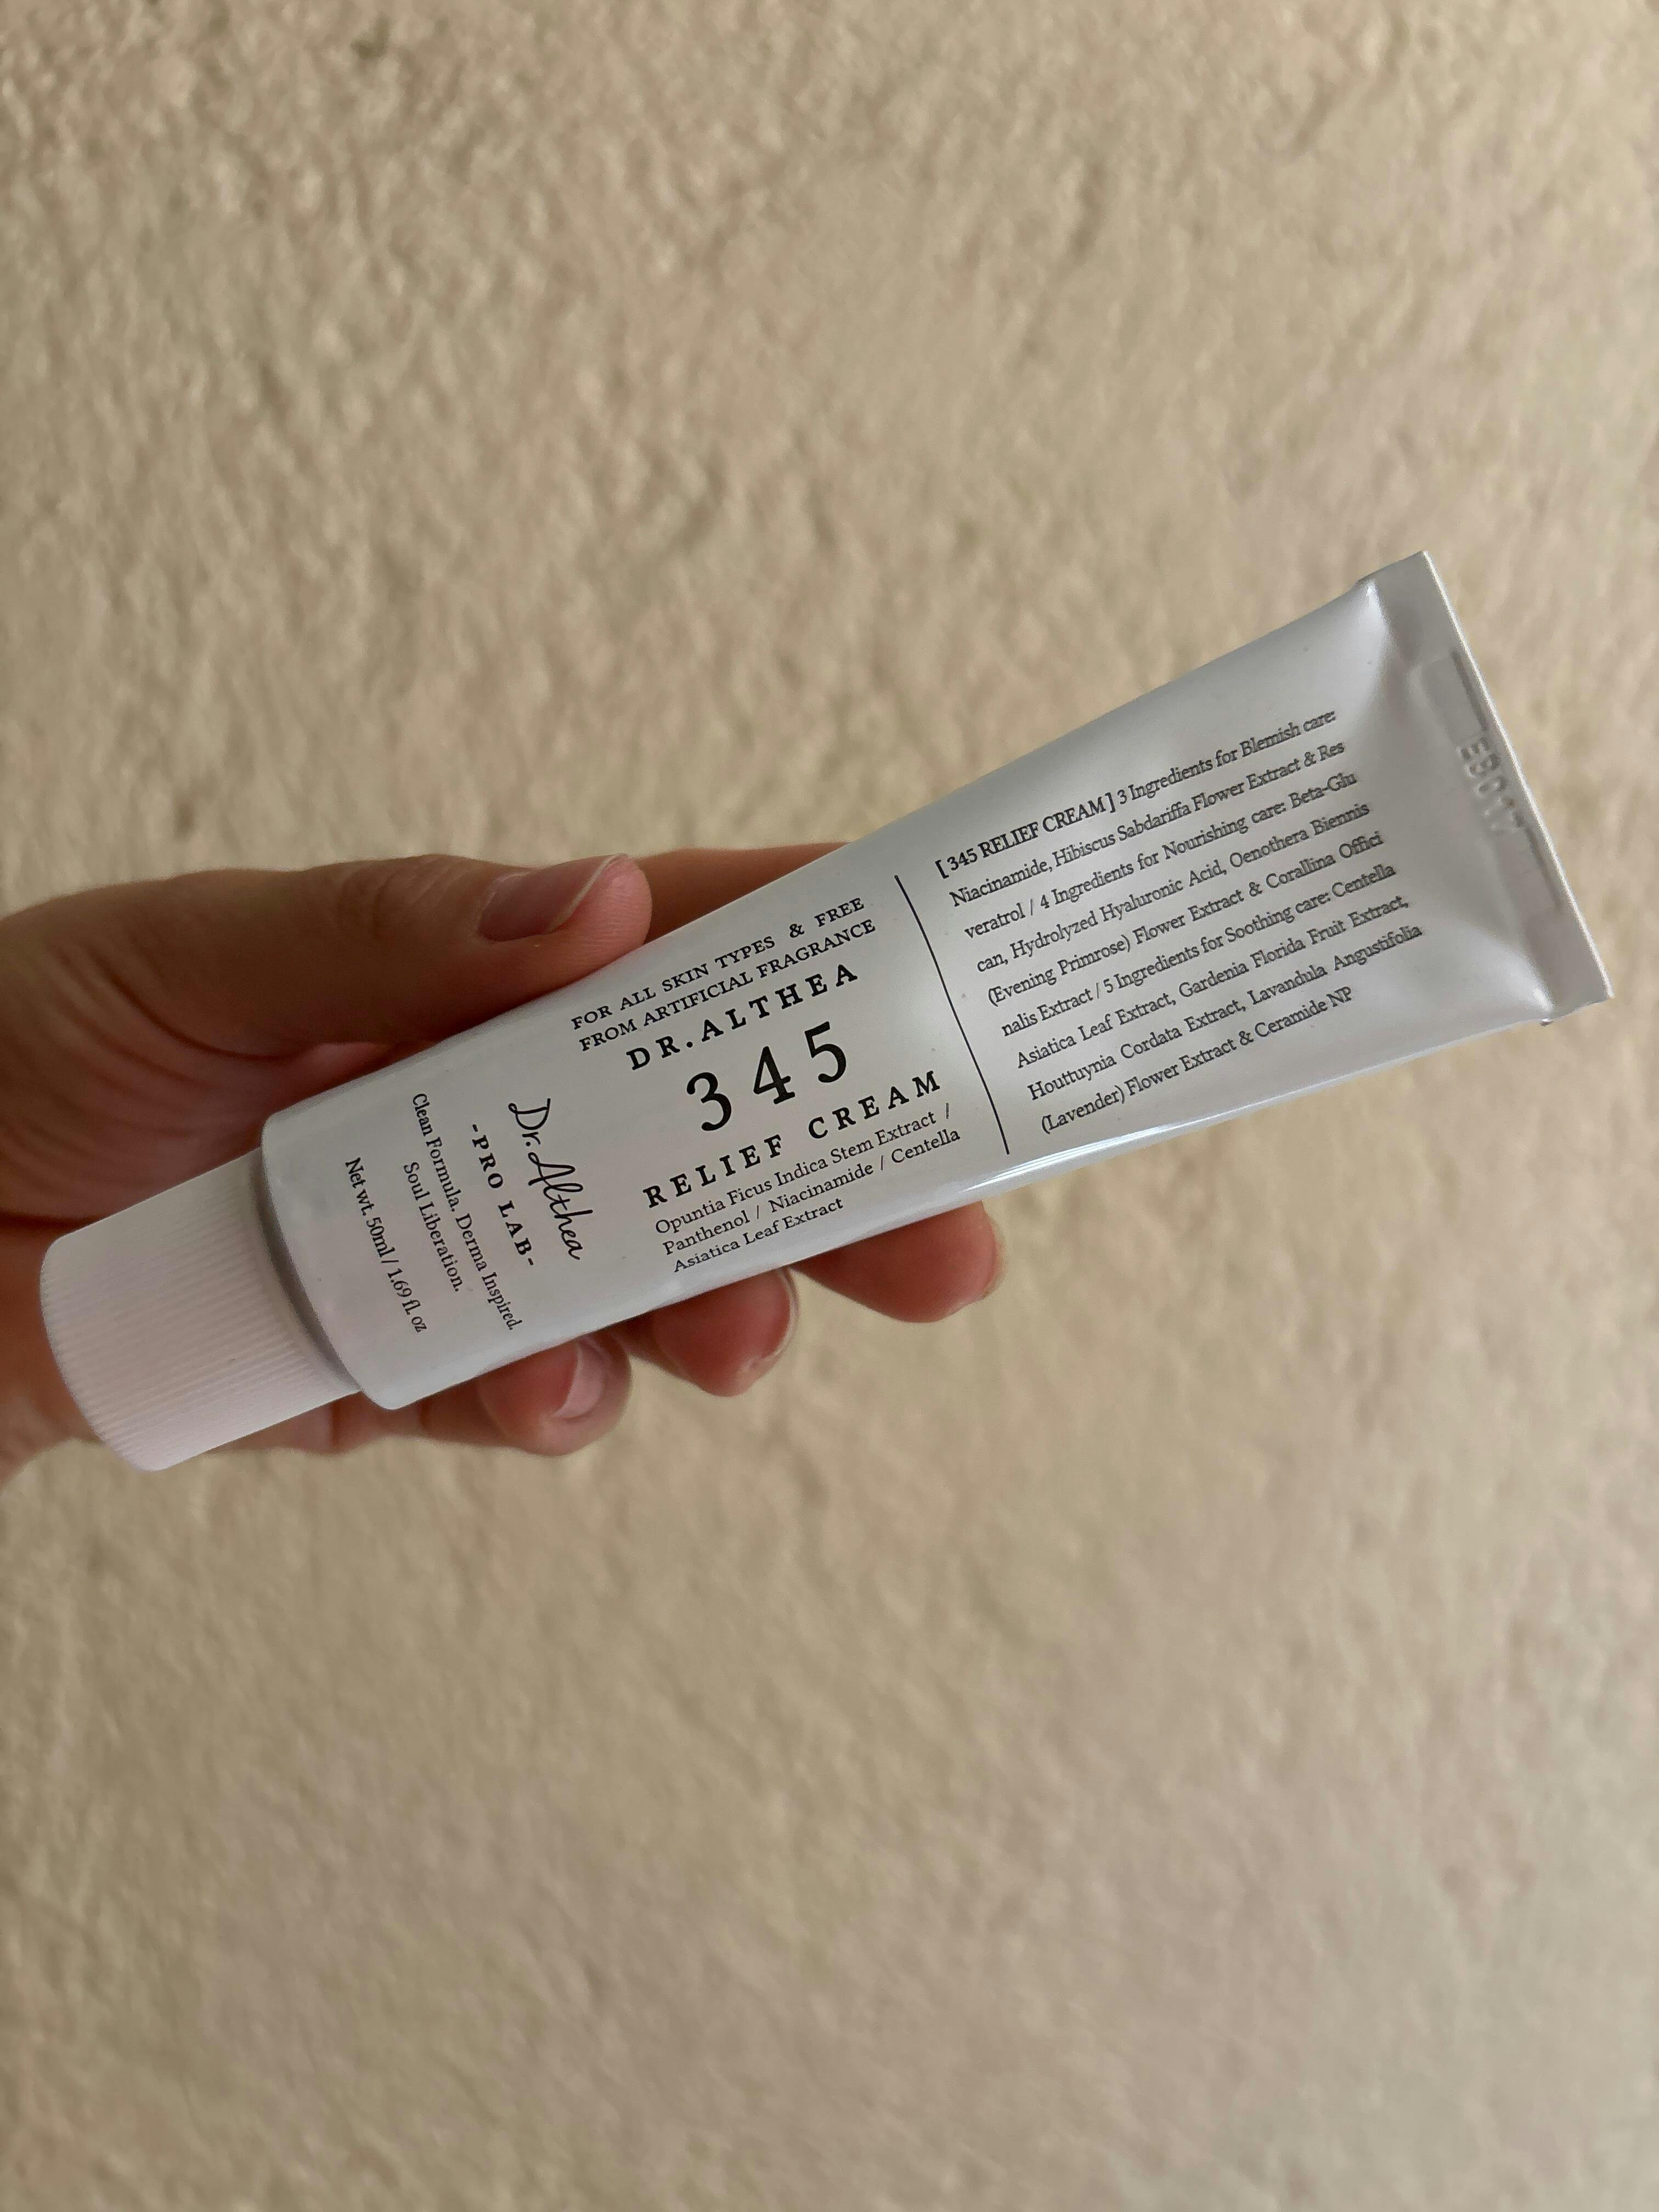 [ 345 RELIEF CREAM ] 3 Ingredients for Blemish care:
Niacinamide, Hibiscus Sabdariffa Flower Extract & Res
veratrol / 4 Ingredients for Nourishing care: Beta-Glu
can, Hydrolyzed Hyaluronic Acid, Oenothera Biennis
(Evening Primrose) Flower Extract & Corallina Offici
nalis Extract / 5 Ingredients for Soothing care: Centella
Asiatica Leaf Extract, Gardenia Florida Fruit Extract,
Houttuynia Cordata Extract, Lavandula Angustifolia
(Lavender) Flower Extract & Ceramide NP
FOR ALL SKIN TYPES & FREE
FROM ARTIFICIAL FRAGRANCE
DR.ALTHEA
345
RELIEF CREAM
Opuntia Ficus Indica Stem Extract /
Panthenol / Niacinamide / Centella
Asiatica Leaf Extract
Dr.Althea
-PRO LAB-
Clean Formula. Derma Inspired.
Soul Liberation.
Net wt. 50ml / 1.69 fl. oz